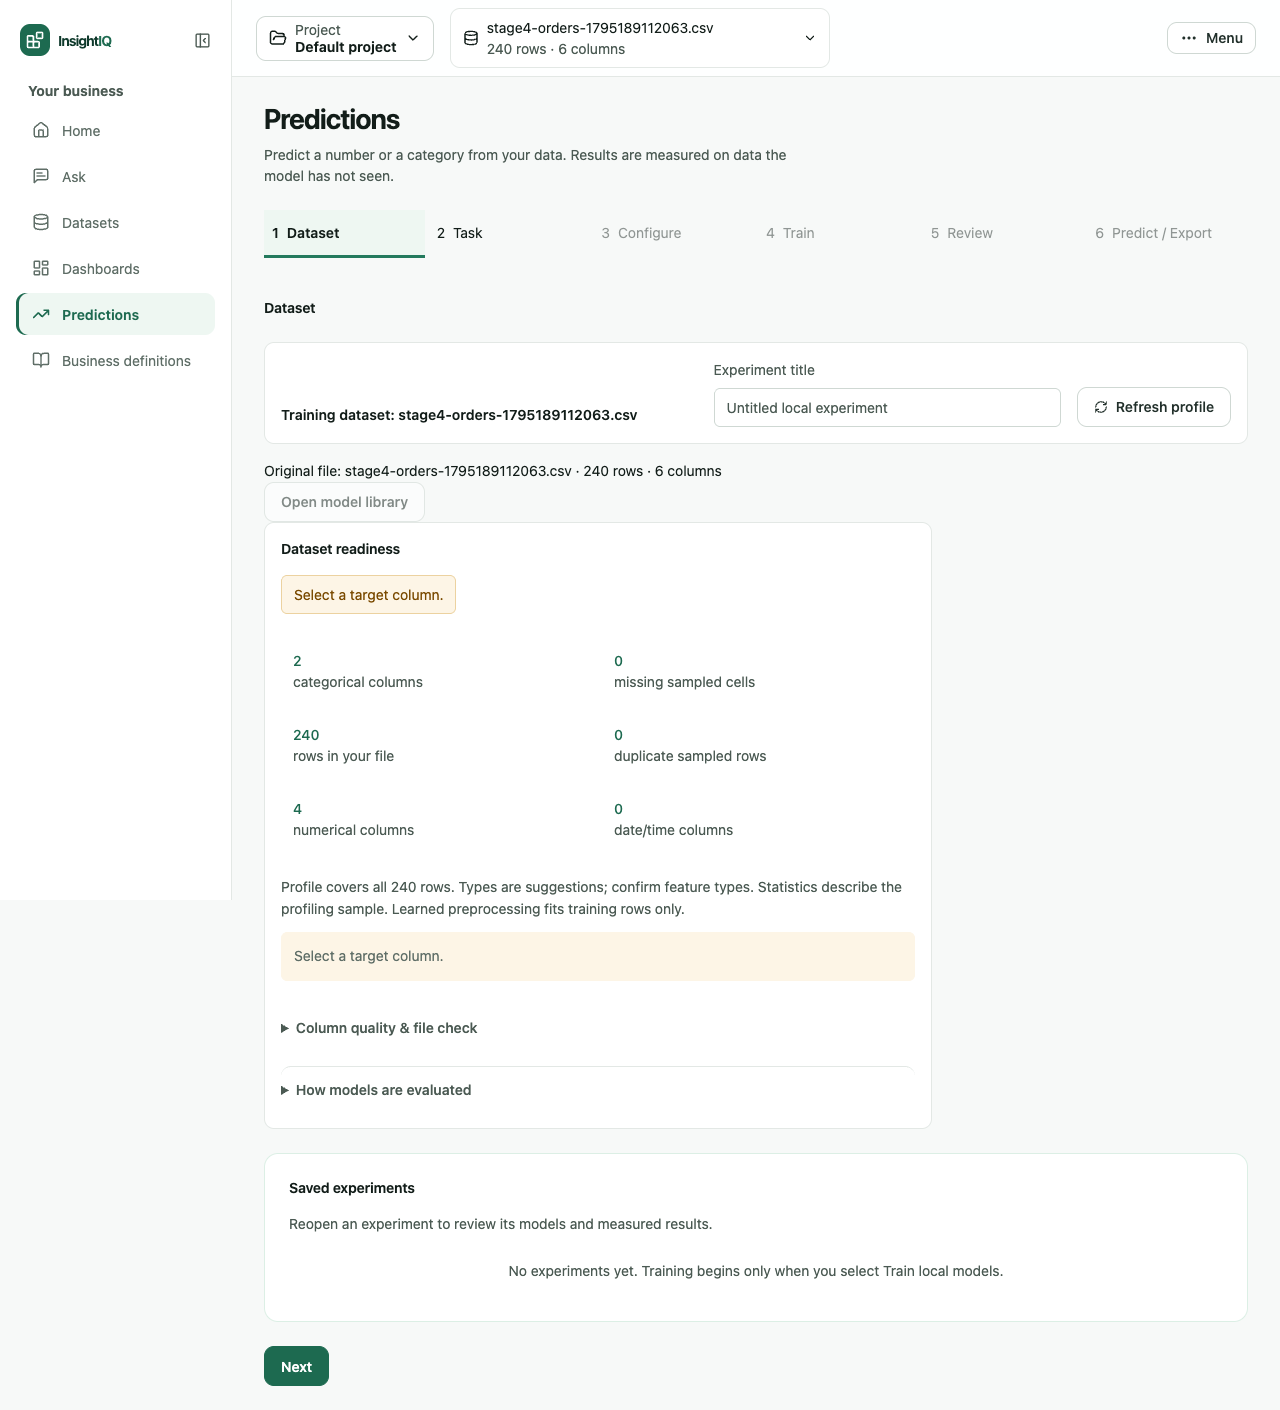 InsightIQ
Your business
Home
Ask
Datasets
Dashboards
Predictions
Business definitions
Project
Default project
stage4-orders-1795189112063.csv
240 rows · 6 columns
Menu
Predictions
Predict a number or a category from your data. Results are measured on data the
model has not seen.
1 Dataset
2 Task
3 Configure
4 Train
5 Review
6 Predict / Export
Dataset
Training dataset: stage4-orders-1795189112063.csv
Experiment title
Untitled local experiment
Refresh profile
Original file: stage4-orders-1795189112063.csv · 240 rows · 6 columns
Open model library
Dataset readiness
Select a target column.
2
categorical columns
0
missing sampled cells
240
rows in your file
0
duplicate sampled rows
4
numerical columns
0
date/time columns
Profile covers all 240 rows. Types are suggestions; confirm feature types. Statistics describe the
profiling sample. Learned preprocessing fits training rows only.
Select a target column.
Column quality & file check
How models are evaluated
Saved experiments
Reopen an experiment to review its models and measured results.
No experiments yet. Training begins only when you select Train local models.
Next